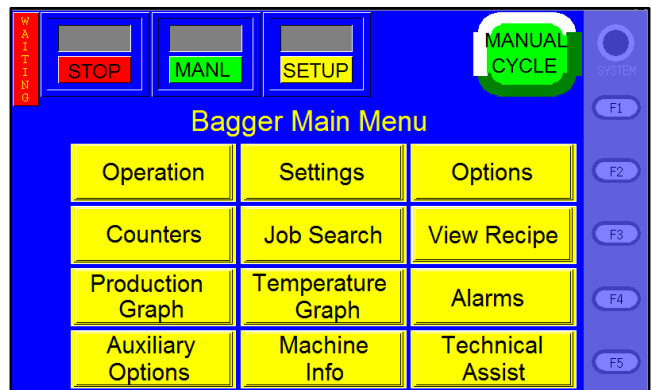 WAITING
STOP
MANL
SETUP
MANUAL
CYCLE
SYSTEM
Bagger Main Menu
F1
Operation
Settings
Options
F2
Counters
Job Search
View Recipe
F3
Production
Graph
Temperature
Graph
Alarms
F4
Auxiliary
Options
Machine
Info
Technical
Assist
F5